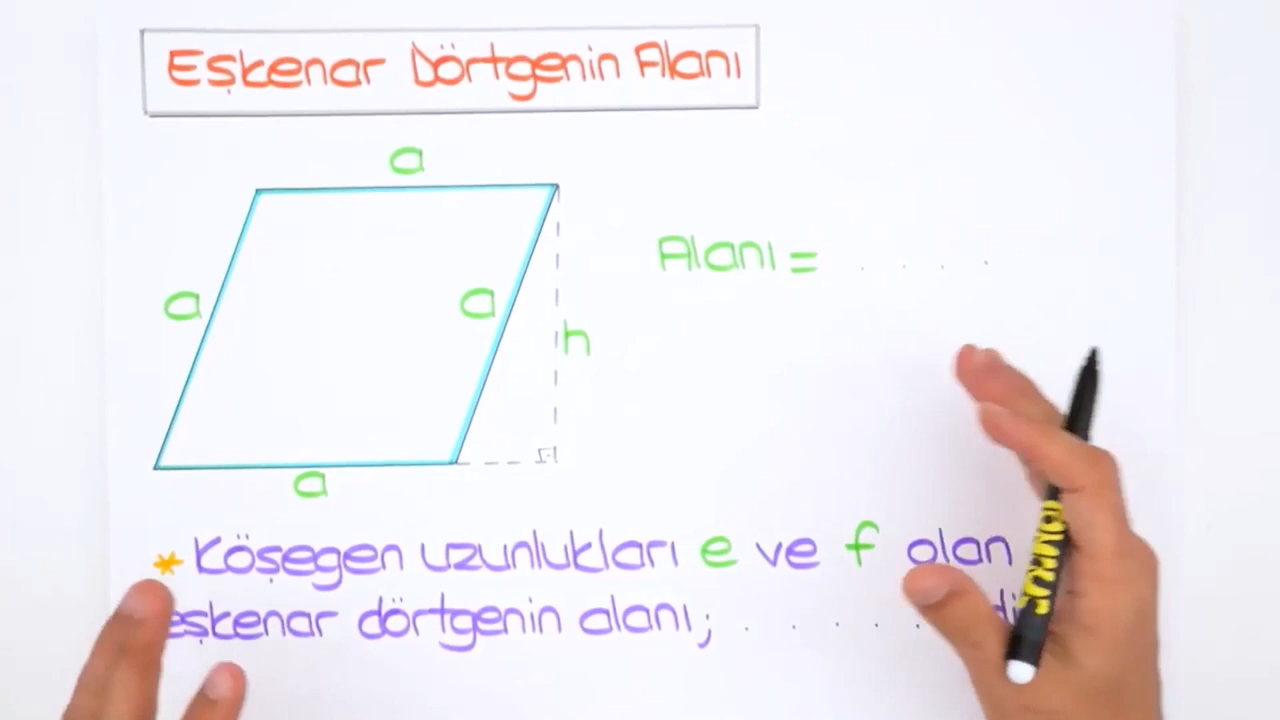 Eşkenar Dörtgenin Alanı
a
a
a
h
Alanı = . . . .
a
* Köşegen uzunlukları e ve f olan
eşkenar dörtgenin alanı; . . . . . .